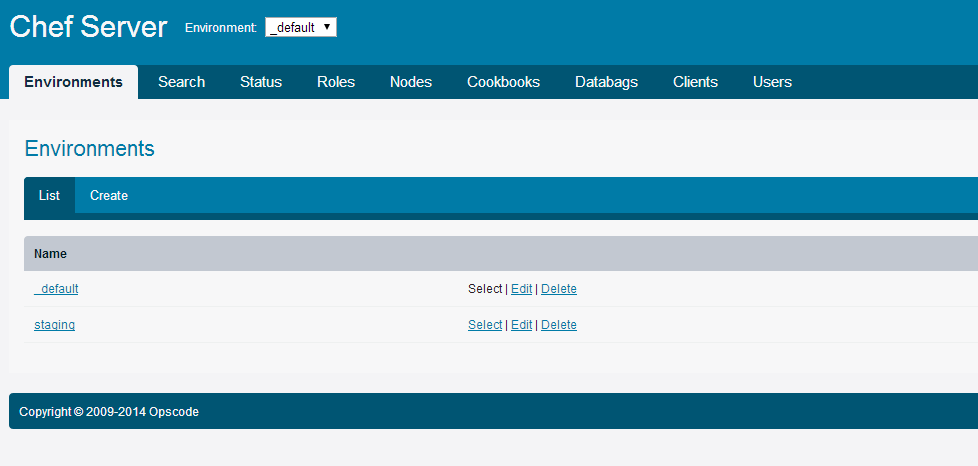 Chef Server Environment: _default
Environments Search Status Roles Nodes Cookbooks Databags Clients Users
Environments
List Create
Name
_default Select | Edit | Delete
staging Select | Edit | Delete
Copyright © 2009-2014 Opscode